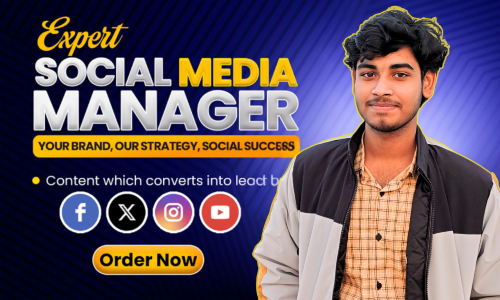 Expert
SOCIAL MEDIA
MANAGER
YOUR BRAND, OUR STRATEGY, SOCIAL SUCCESS
Content which converts into lead
Order Now